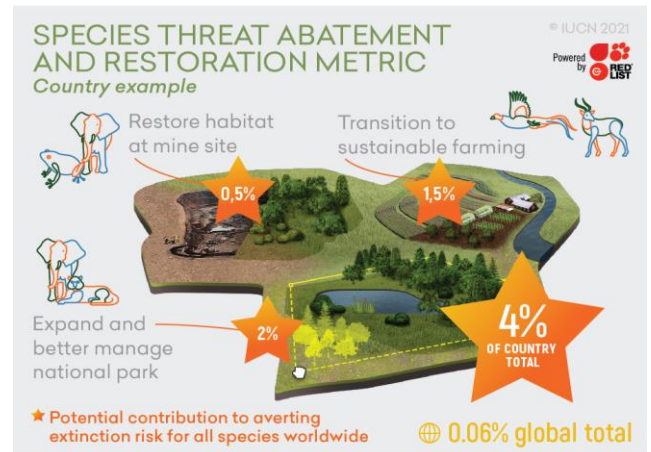 SPECIES THREAT ABATEMENT
AND RESTORATION METRIC
Country example
© IUCN 2021
Powered
by
RED
LIST
Restore habitat
at mine site
0,5%
Transition to
sustainable farming
1,5%
Expand and
better manage
national park
2%
4%
OF COUNTRY
TOTAL
Potential contribution to averting
extinction risk for all species worldwide
0.06% global total